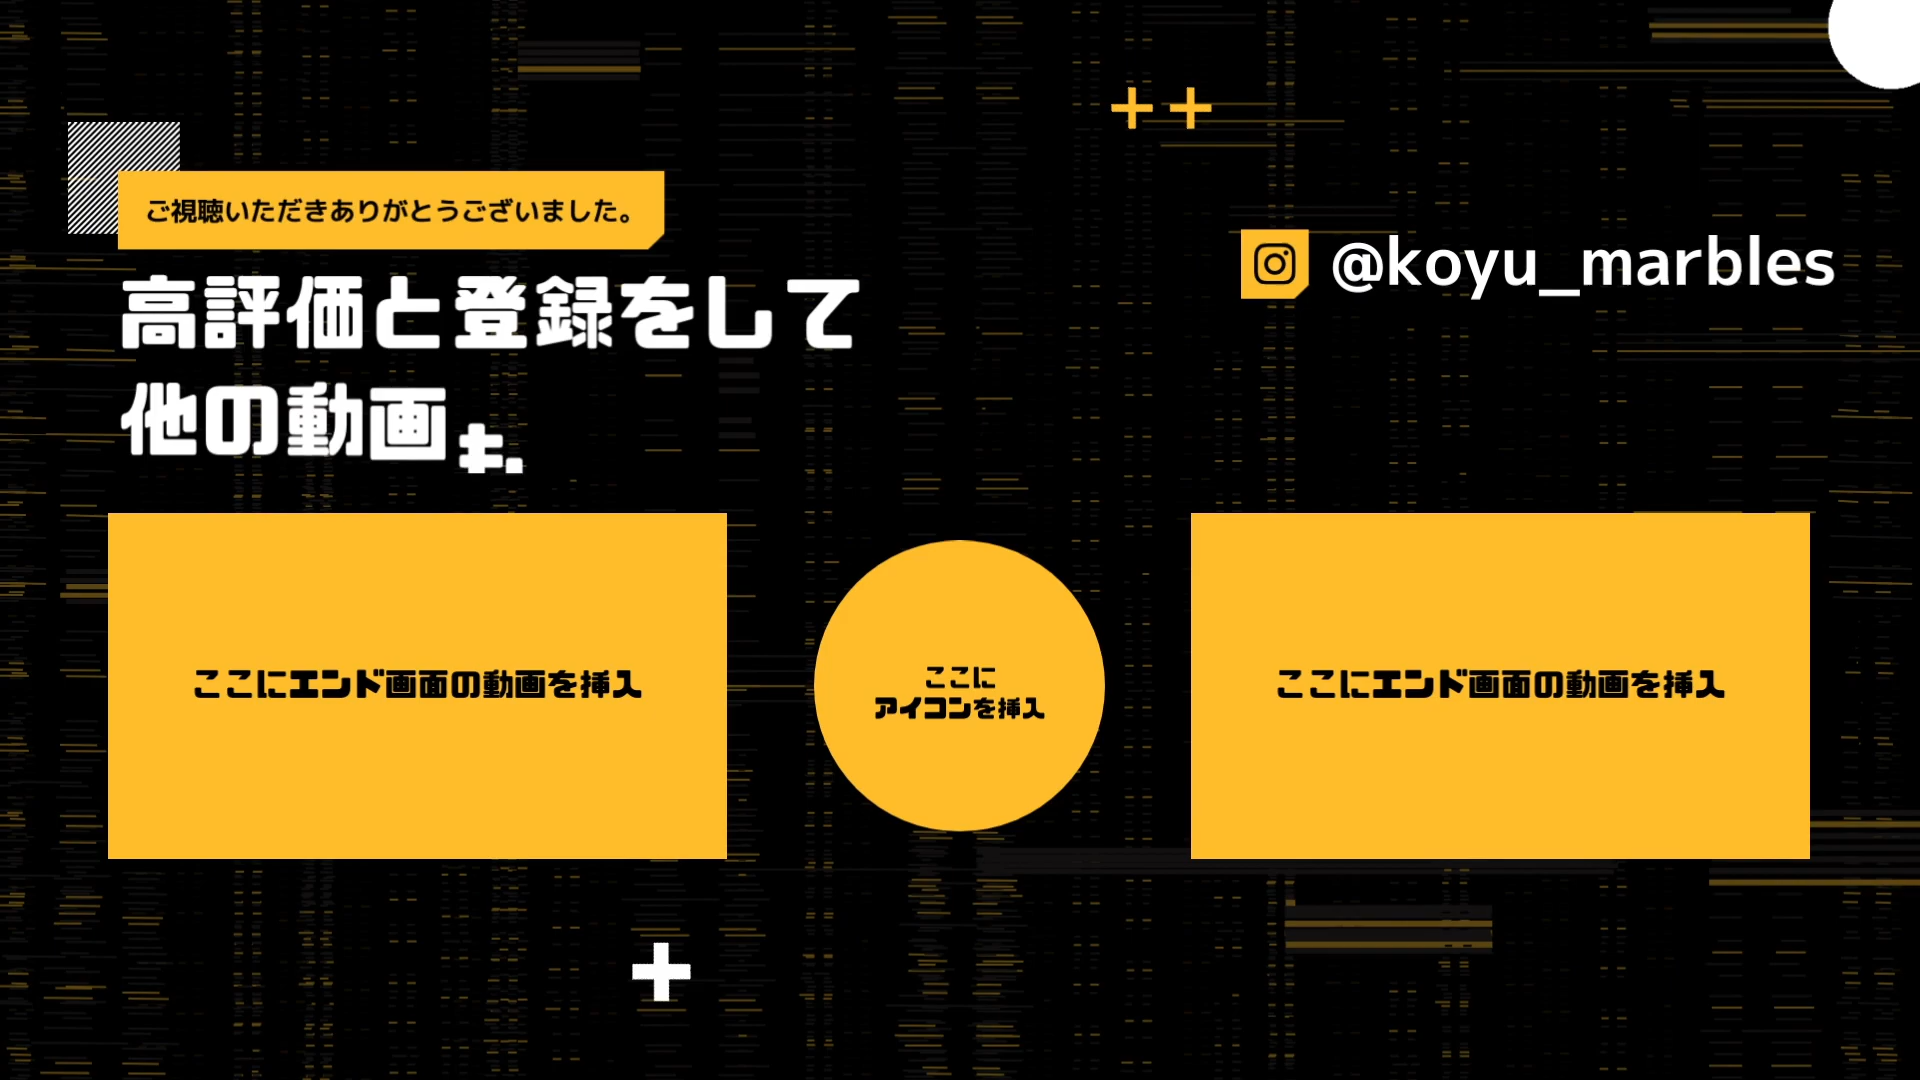 ご視聴いただきありがとうございました。
高評価と登録をして
他の動画
@koyu_marbles
ここにエンド画面の動画を挿入
ここに
アイコンを挿入
ここにエンド画面の動画を挿入